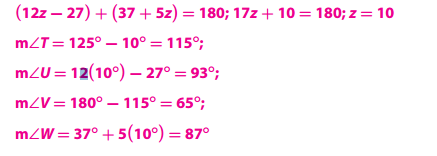 (12z – 27) + (37 + 5z) = 180; 17z + 10 = 180; z = 10
m∠T = 125° – 10° = 115°;
m∠U = 12(10°) – 27° = 93°;
m∠V = 180° – 115° = 65°;
m∠W = 37° + 5(10°) = 87°